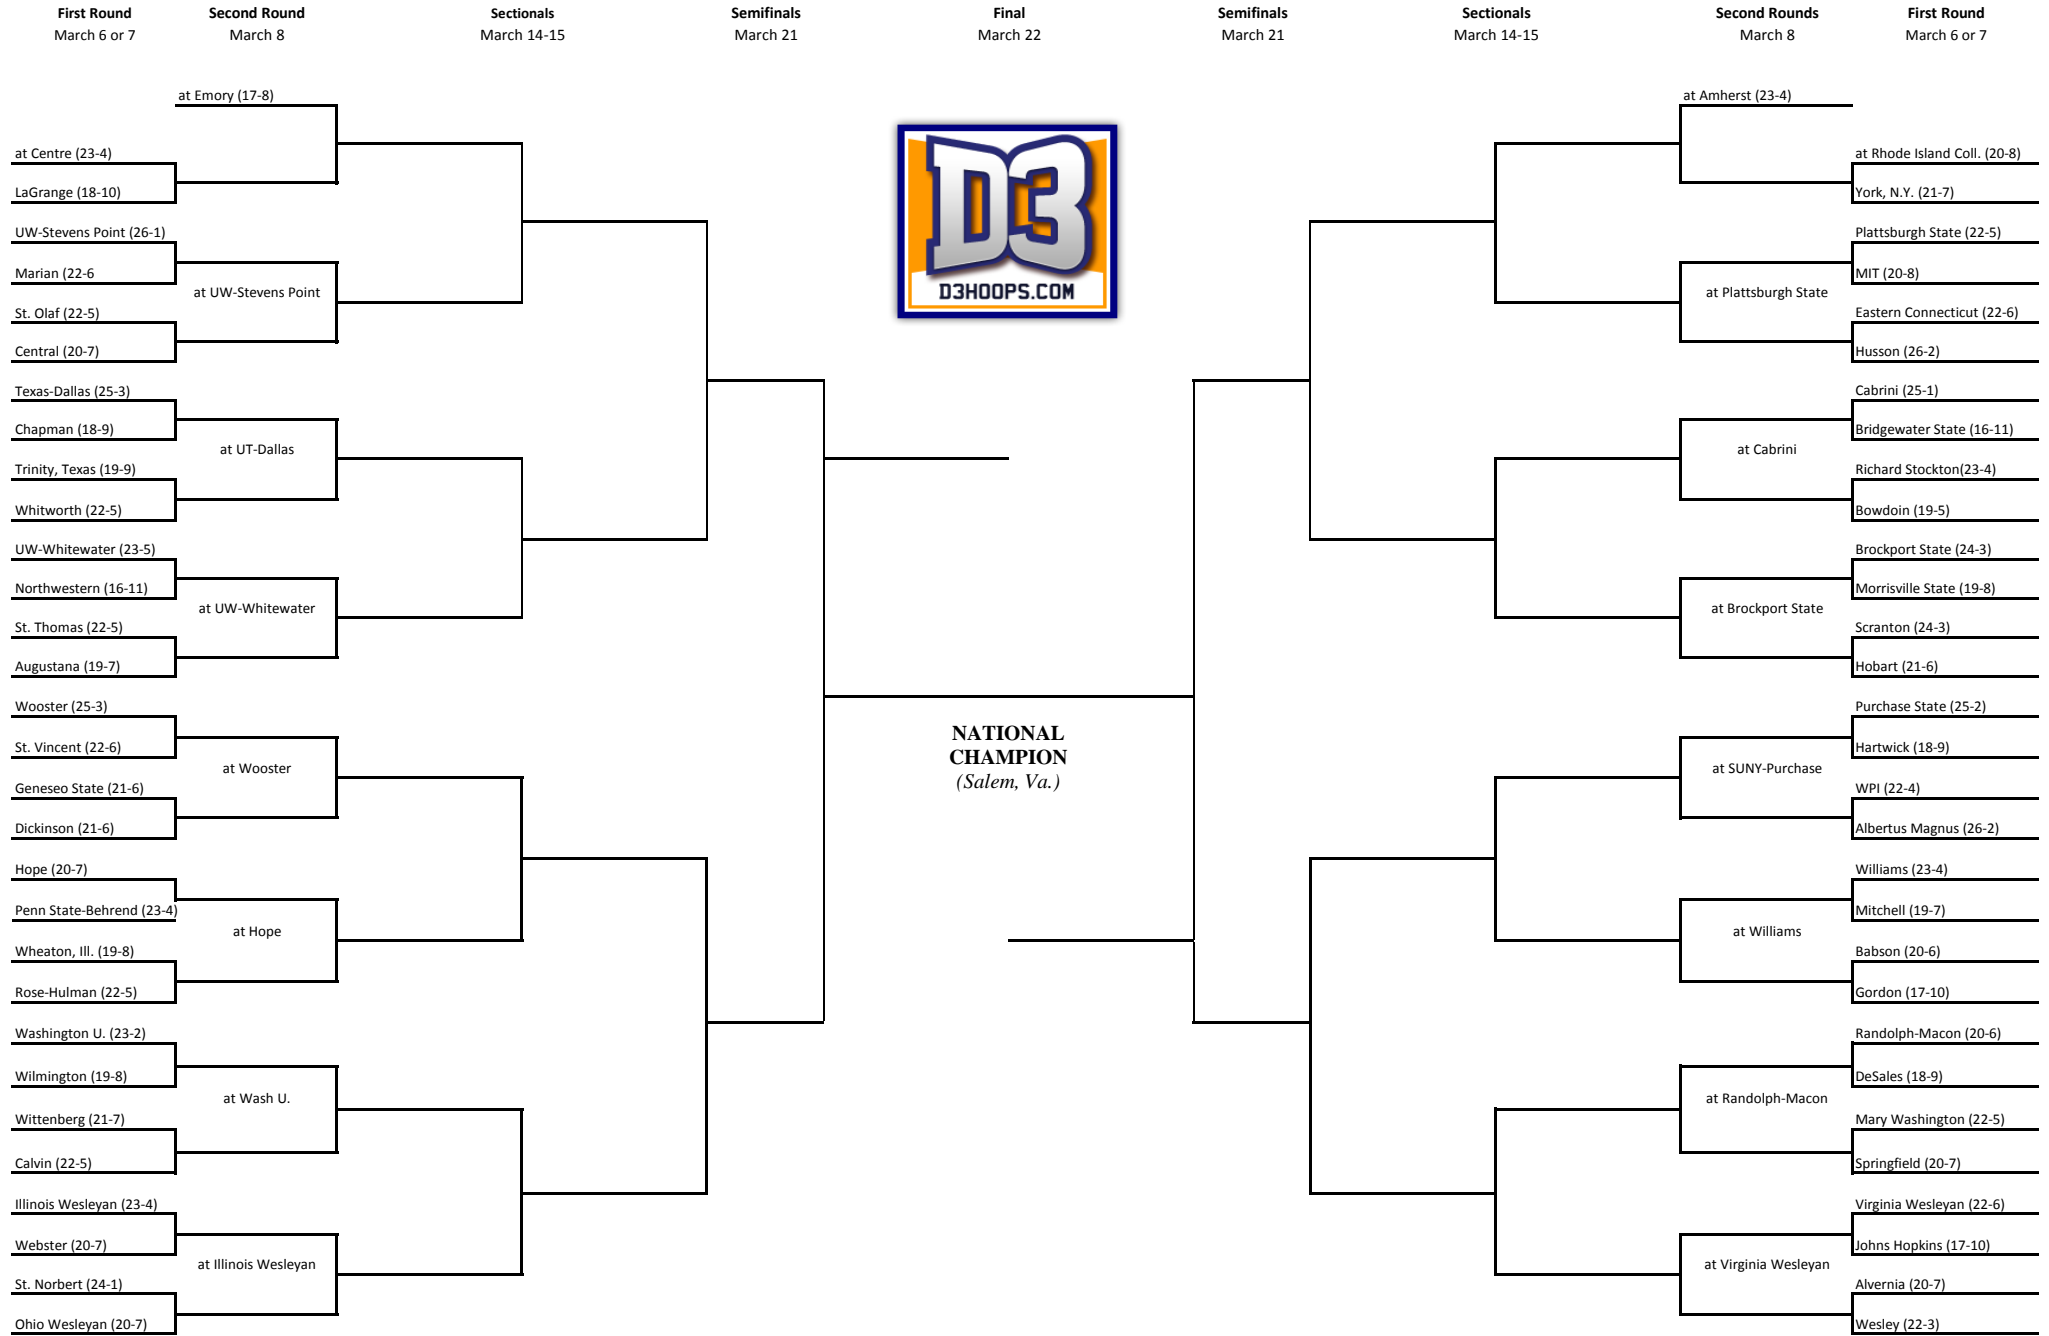 First Round
Second Round
Sectionals
Semifinals
Final
Semifinals
Sectionals
Second Rounds
First Round
March 6 or 7
March 8
March 14-15
March 21
March 22
March 21
March 14-15
March 8
March 6 or 7
at Emory (17-8)
at Centre (23-4)
LaGrange (18-10)
UW-Stevens Point (26-1)
Marian (22-6
at UW-Stevens Point
St. Olaf (22-5)
Central (20-7)
Texas-Dallas (25-3)
Chapman (18-9)
at UT-Dallas
Trinity, Texas (19-9)
Whitworth (22-5)
UW-Whitewater (23-5)
Northwestern (16-11)
at UW-Whitewater
St. Thomas (22-5)
Augustana (19-7)
Wooster (25-3)
St. Vincent (22-6)
at Wooster
Geneseo State (21-6)
Dickinson (21-6)
Hope (20-7)
Penn State-Behrend (23-4)
at Hope
Wheaton, Ill. (19-8)
Rose-Hulman (22-5)
Washington U. (23-2)
Wilmington (19-8)
at Wash U.
Wittenberg (21-7)
Calvin (22-5)
Illinois Wesleyan (23-4)
Webster (20-7)
at Illinois Wesleyan
St. Norbert (24-1)
Ohio Wesleyan (20-7)
D3
D3HOOPS.COM
NATIONAL
CHAMPION
(Salem, Va.)
at Amherst (23-4)
at Rhode Island Coll. (20-8)
York, N.Y. (21-7)
Plattsburgh State (22-5)
MIT (20-8)
at Plattsburgh State
Eastern Connecticut (22-6)
Husson (26-2)
Cabrini (25-1)
Bridgewater State (16-11)
at Cabrini
Richard Stockton(23-4)
Bowdoin (19-5)
Brockport State (24-3)
Morrisville State (19-8)
at Brockport State
Scranton (24-3)
Hobart (21-6)
Purchase State (25-2)
Hartwick (18-9)
at SUNY-Purchase
WPI (22-4)
Albertus Magnus (26-2)
Williams (23-4)
Mitchell (19-7)
at Williams
Babson (20-6)
Gordon (17-10)
Randolph-Macon (20-6)
DeSales (18-9)
at Randolph-Macon
Mary Washington (22-5)
Springfield (20-7)
Virginia Wesleyan (22-6)
Johns Hopkins (17-10)
at Virginia Wesleyan
Alvernia (20-7)
Wesley (22-3)